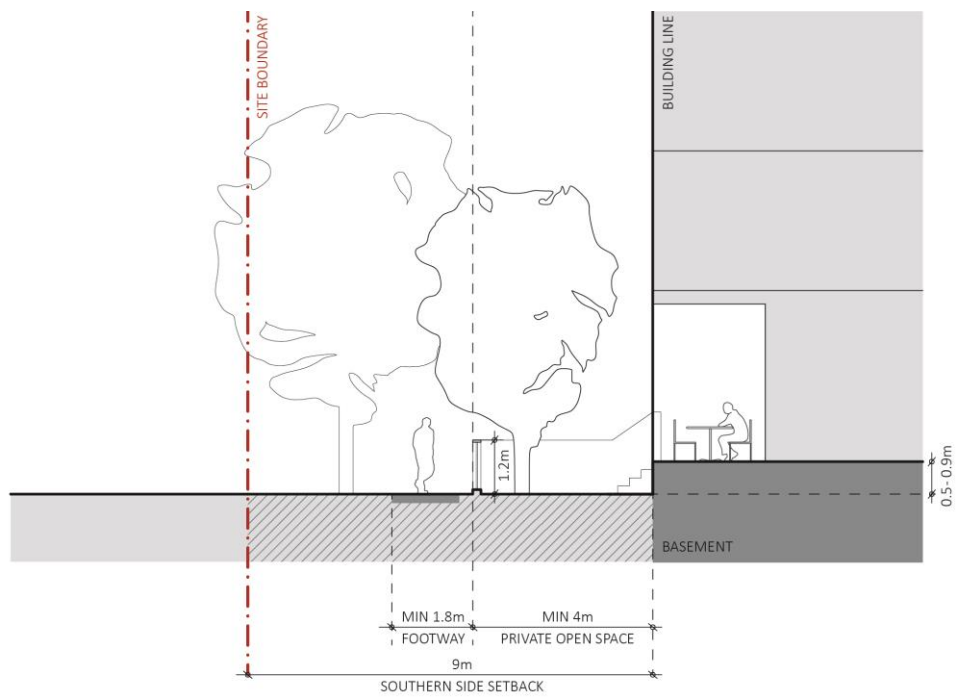 SITE BOUNDARY
BUILDING LINE
1.2m
0.5- 0.9m
BASEMENT
MIN 1.8m
FOOTWAY
MIN 4m
PRIVATE OPEN SPACE
9m
SOUTHERN SIDE SETBACK